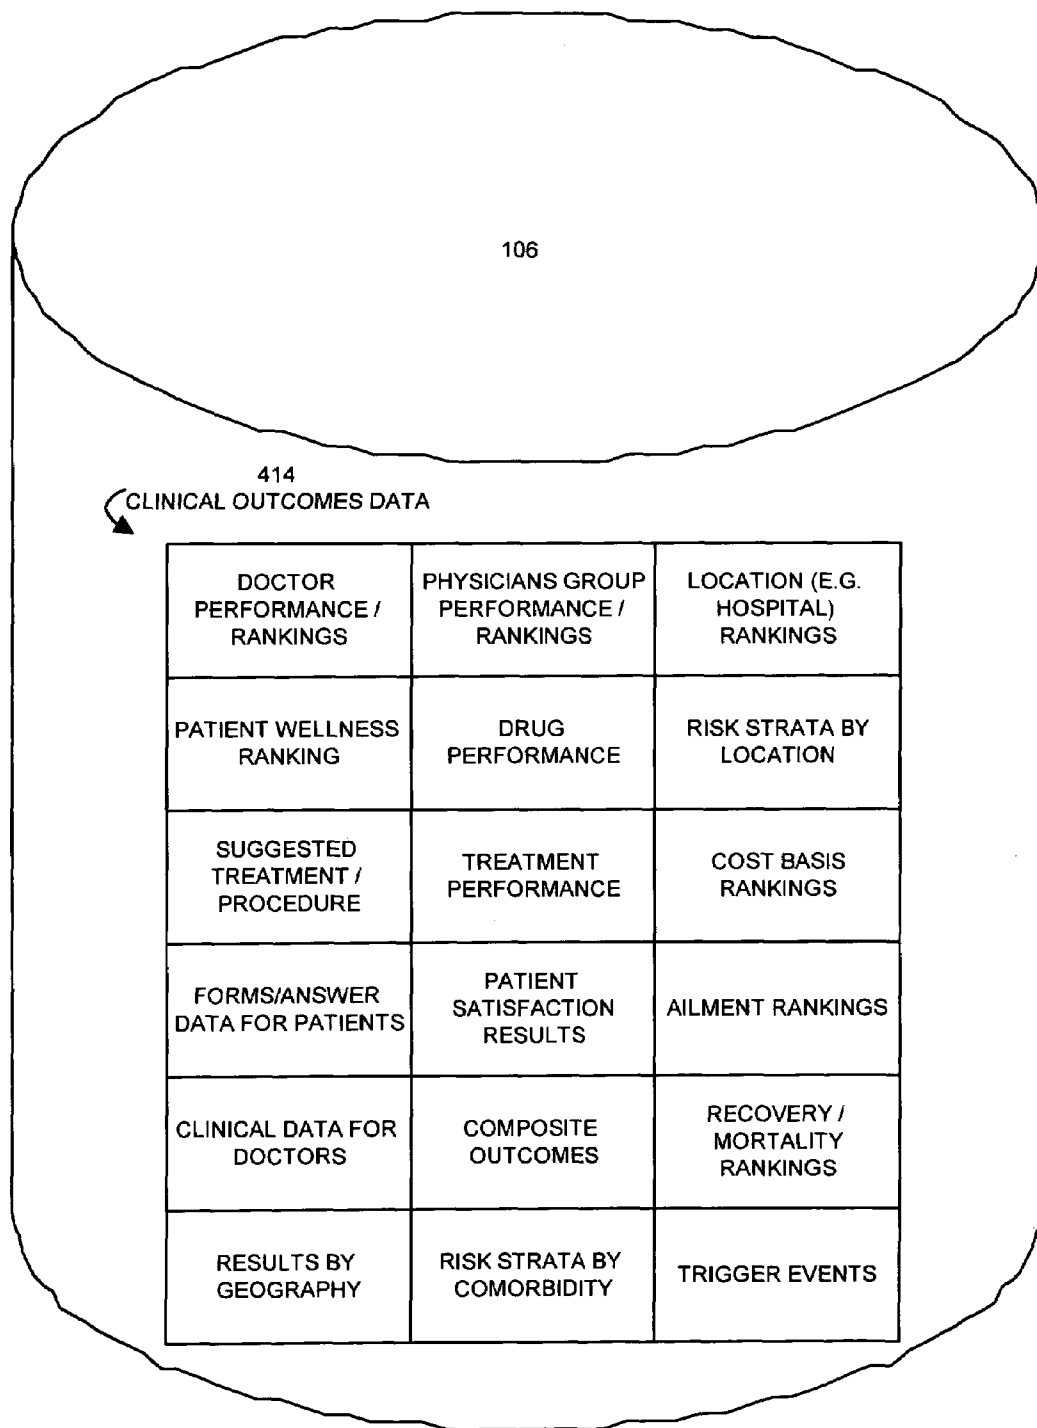 106
414
CLINICAL OUTCOMES DATA
DOCTOR
PERFORMANCE /
RANKINGS
PHYSICIANS GROUP
PERFORMANCE /
RANKINGS
LOCATION (E.G.
HOSPITAL)
RANKINGS
PATIENT WELLNESS
RANKING
DRUG
PERFORMANCE
RISK STRATA BY
LOCATION
SUGGESTED
TREATMENT /
PROCEDURE
TREATMENT
PERFORMANCE
COST BASIS
RANKINGS
FORMS/ANSWER
DATA FOR PATIENTS
PATIENT
SATISFACTION
RESULTS
AILMENT RANKINGS
CLINICAL DATA FOR
DOCTORS
COMPOSITE
OUTCOMES
RECOVERY /
MORTALITY
RANKINGS
RESULTS BY
GEOGRAPHY
RISK STRATA BY
COMORBIDITY
TRIGGER EVENTS